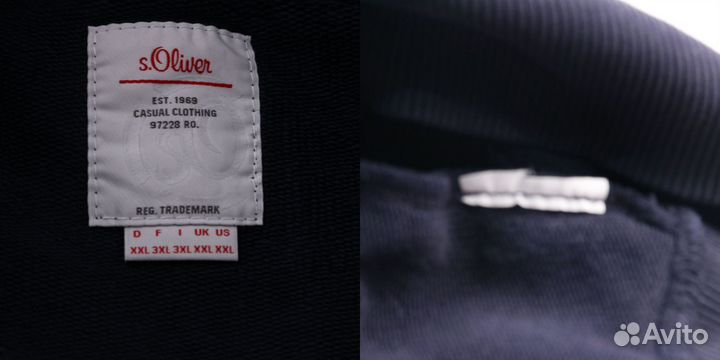 s.Oliver
EST. 1969
CASUAL CLOTHING
97228 RO.
REG. TRADEMARK
D F I UK US
XXL 3XL 3XL XXL XXL
Avito